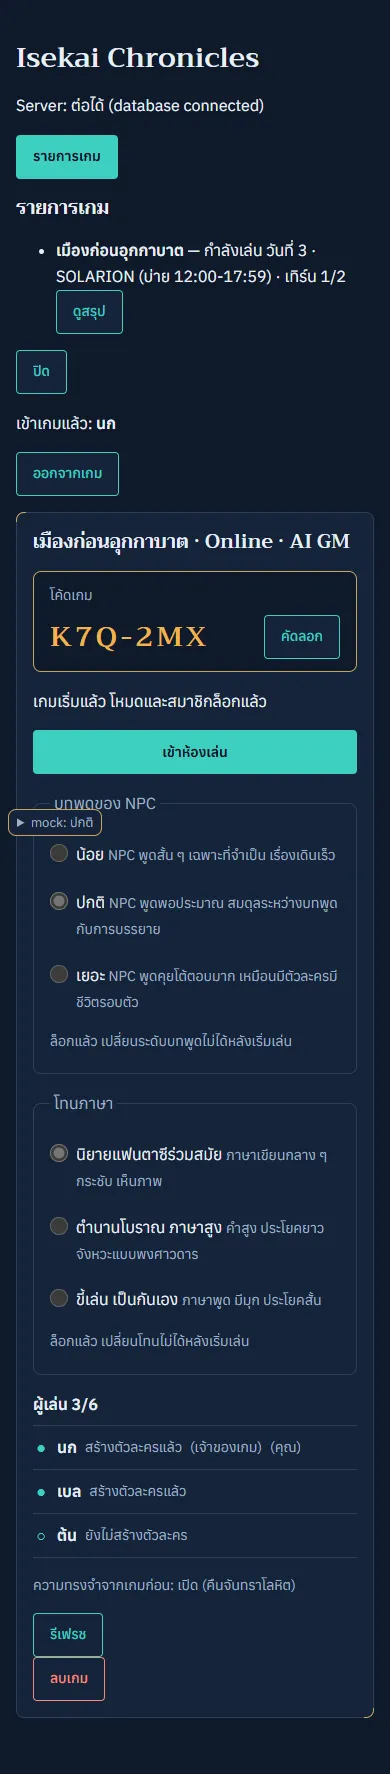 Isekai Chronicles
Server: ต่อได้ (database connected)
รายการเกม
รายการเกม
• เมืองก่อนอุกกาบาต — กำลังเล่น วันที่ 3 ·
SOLARION (บ่าย 12:00-17:59) · เทิร์น 1/2
ดูสรุป
ปิด
เข้าเกมแล้ว: นก
ออกจากเกม
เมืองก่อนอุกกาบาต · Online · AI GM
โค้ดเกม
K7Q-2MX
คัดลอก
เกมเริ่มแล้ว โหมดและสมาชิกล็อกแล้ว
เข้าห้องเล่น
บทพูดของ NPC
▶ mock: ปกติ
น้อย NPC พูดสั้น ๆ เฉพาะที่จำเป็น เรื่องเดินเร็ว
ปกติ NPC พูดพอประมาณ สมดุลระหว่างบทพูด
กับการบรรยาย
เยอะ NPC พูดคุยโต้ตอบมาก เหมือนมีตัวละครมี
ชีวิตรอบตัว
ล็อกแล้ว เปลี่ยนระดับบทพูดไม่ได้หลังเริ่มเล่น
โทนภาษา
นิยายแฟนตาซีร่วมสมัย ภาษาเขียนกลาง ๆ
กระชับ เห็นภาพ
ตำนานโบราณ ภาษาสูง คำสูง ประโยคยาว
จังหวะแบบพงศาวดาร
ขี้เล่น เป็นกันเอง ภาษาพูด มีมุก ประโยคสั้น
ล็อกแล้ว เปลี่ยนโทนไม่ได้หลังเริ่มเล่น
ผู้เล่น 3/6
นก สร้างตัวละครแล้ว (เจ้าของเกม) (คุณ)
เบล สร้างตัวละครแล้ว
ต้น ยังไม่สร้างตัวละคร
ความทรงจำจากเกมก่อน: เปิด (คืนจันทราโลหิต)
รีเฟรช
ลบเกม